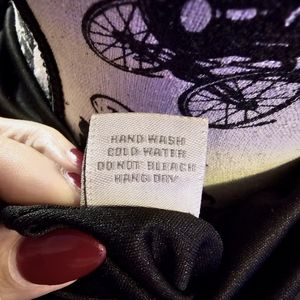 HAND WASH
COLD WATER
DO NOT BLEACH
HANG DRY